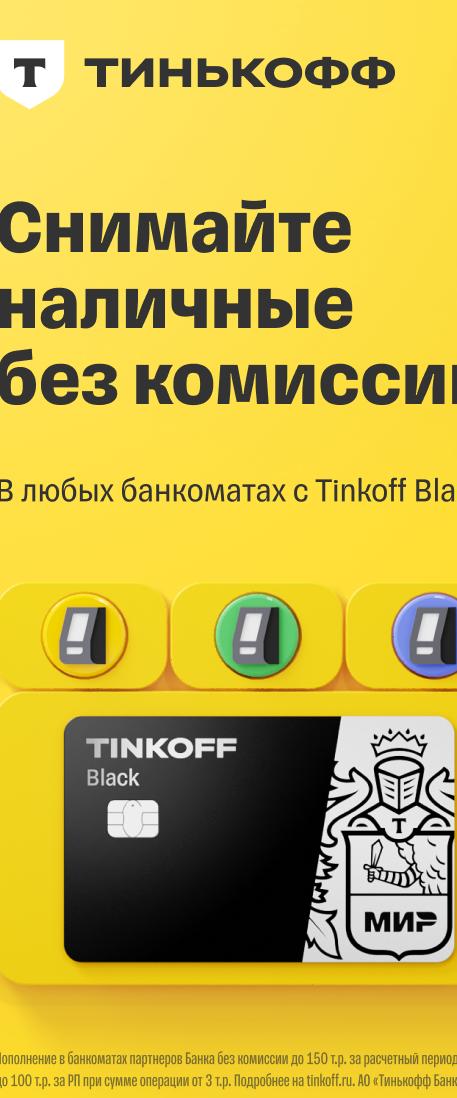 Т ТИНЬКОФФ
Снимайте
наличные
без комисси
В любых банкоматах с Tinkoff Bla
TINKOFF
Black
Т
МИР
Пополнение в банкоматах партнеров Банка без комиссии до 150 т.р. за расчетный период
до 100 т.р. за РП при сумме операции от 3 т.р. Подробнее на tinkoff.ru. АО «Тинькофф Банк